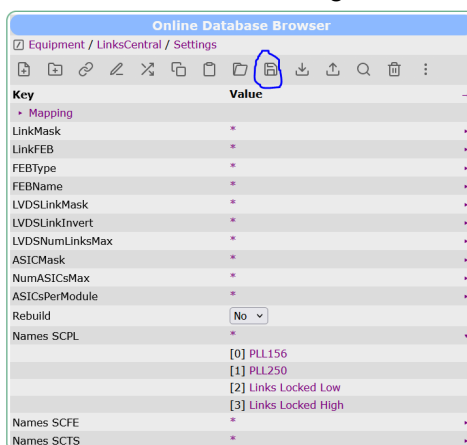 Online Database Browser
/ Equipment / LinksCentral / Settings
Key Value
▸ Mapping
LinkMask *
LinkFEB *
FEBType *
FEBName *
LVDSLinkMask *
LVDSLinkInvert *
LVDSNumLinksMax *
ASICMask *
NumASICsMax *
ASICsPerModule *
Rebuild No
Names SCPL *
[0] PLL156
[1] PLL250
[2] Links Locked Low
[3] Links Locked High
Names SCFE *
Names SCTS *